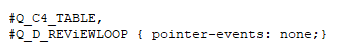 #Q_C4_TABLE,
#Q_D_REViEWLOOP { pointer-events: none;}